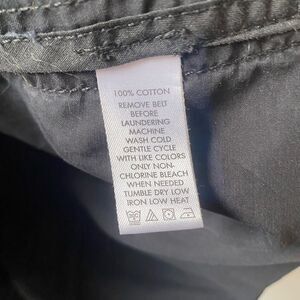 100% COTTON
REMOVE BELT
BEFORE
LAUNDERING
MACHINE
WASH COLD
GENTLE CYCLE
WITH LIKE COLORS
ONLY NON-
CHLORINE BLEACH
WHEN NEEDED
TUMBLE DRY LOW
IRON LOW HEAT